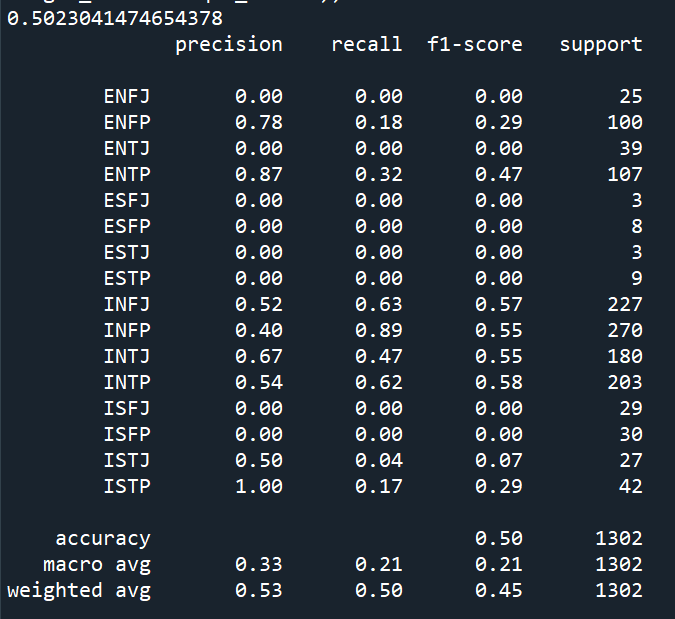 0.5023041474654378
precision recall f1-score support
ENFJ 0.00 0.00 0.00 25
ENFP 0.78 0.18 0.29 100
ENTJ 0.00 0.00 0.00 39
ENTP 0.87 0.32 0.47 107
ESFJ 0.00 0.00 0.00 3
ESFP 0.00 0.00 0.00 8
ESTJ 0.00 0.00 0.00 3
ESTP 0.00 0.00 0.00 9
INFJ 0.52 0.63 0.57 227
INFP 0.40 0.89 0.55 270
INTJ 0.67 0.47 0.55 180
INTP 0.54 0.62 0.58 203
ISFJ 0.00 0.00 0.00 29
ISFP 0.00 0.00 0.00 30
ISTJ 0.50 0.04 0.07 27
ISTP 1.00 0.17 0.29 42
accuracy 0.50 1302
macro avg 0.33 0.21 0.21 1302
weighted avg 0.53 0.50 0.45 1302